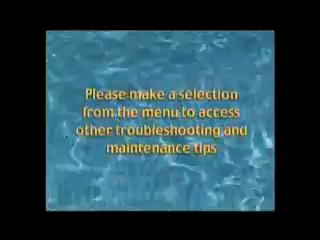 Please make a selection
from the menu to access
other troubleshooting and
maintenance tips